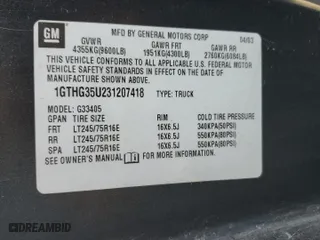 GM
MFD BY GENERAL MOTORS CORP 04/03
GVWR GAWR FRT GAWR RR
4355KG(9600LB) 1951KG(4300LB) 2760KG(6084LB)
THIS VEHICLE CONFORMS TO ALL APPLICABLE U.S. FEDERAL MOTOR
VEHICLE SAFETY STANDARDS IN EFFECT ON THE DATE OF
MANUFACTURE SHOWN ABOVE.
1GTHG35U231207418 TYPE: TRUCK
MODEL: G33405
GPAN TIRE SIZE RIM COLD TIRE PRESSURE
FRT LT245/75R16E 16X6.5J 340KPA(50PSI)
RR LT245/75R16E 16X6.5J 550KPA(80PSI)
SPA LT245/75R16E 16X6.5J 550KPA(80PSI)
SEE OWNER'S MANUAL FOR MORE INFORMATION.
DREAMBID.COM